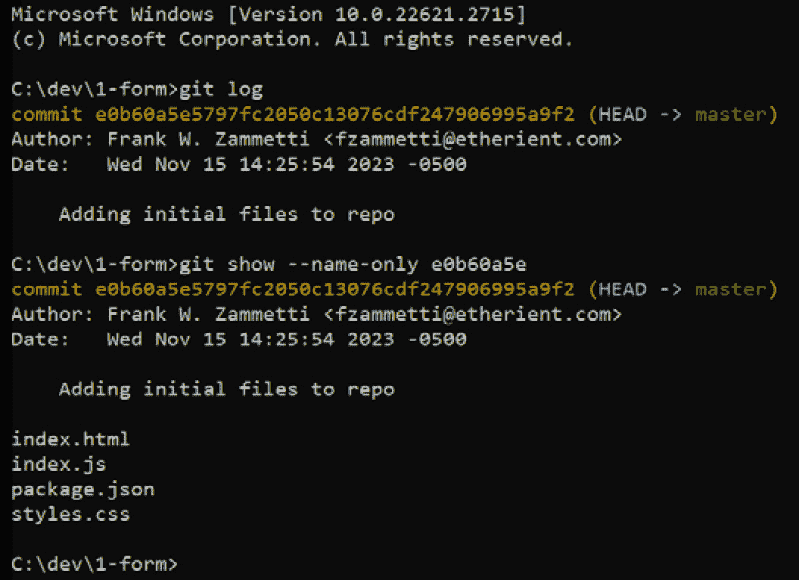 Microsoft Windows [Version 10.0.22621.2715]
(c) Microsoft Corporation. All rights reserved.
C:\dev\1-form>git log
commit e0b60a5e5797fc2050c13076cdf247906995a9f2 (HEAD -> master)
Author: Frank W. Zammetti <fzammetti@etherient.com>
Date:   Wed Nov 15 14:25:54 2023 -0500
    Adding initial files to repo
C:\dev\1-form>git show --name-only e0b60a5e
commit e0b60a5e5797fc2050c13076cdf247906995a9f2 (HEAD -> master)
Author: Frank W. Zammetti <fzammetti@etherient.com>
Date:   Wed Nov 15 14:25:54 2023 -0500
    Adding initial files to repo
index.html
index.js
package.json
styles.css
C:\dev\1-form>